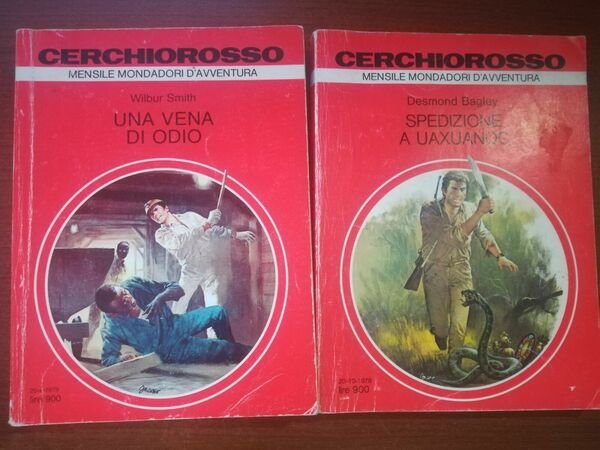 CERCHIOROSSO
MENSILE MONDADORI D'AVVENTURA
Wilbur Smith
UNA VENA
DI ODIO
lire 900
CERCHIOROSSO
MENSILE MONDADORI D'AVVENTURA
Desmond Bagley
SPEDIZIONE
A UAXUANOC
lire 900